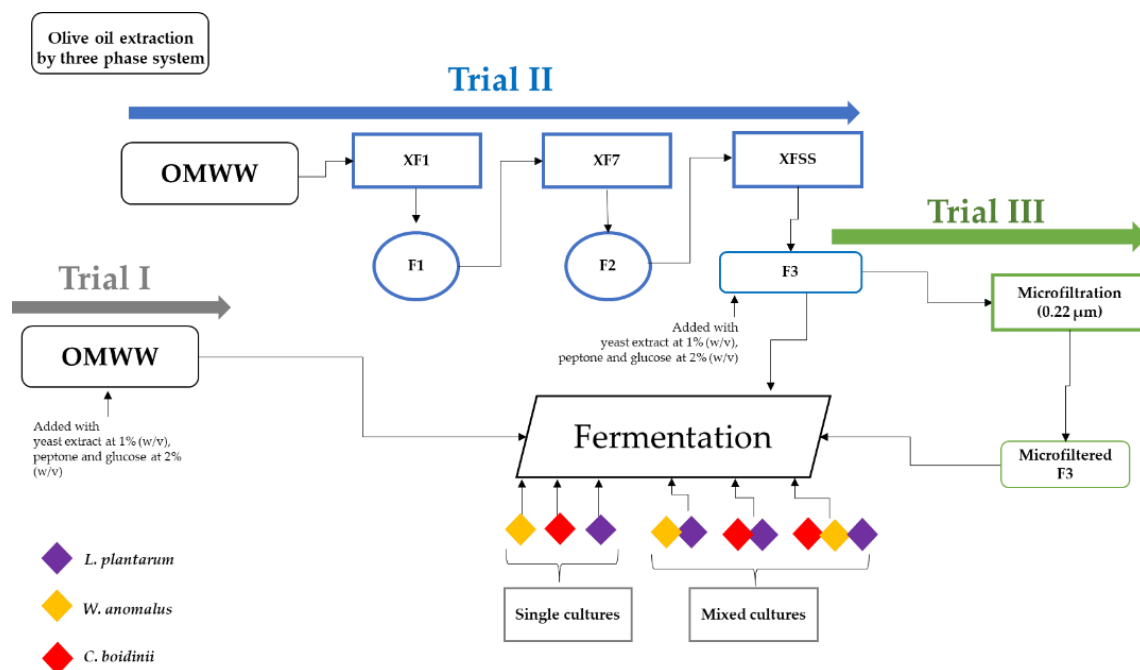 Olive oil extraction
by three phase system
Trial II
OMWW
XF1
XF7
XFSS
F1
F2
F3
Trial III
Microfiltration
(0.22 µm)
Added with
yeast extract at 1% (w/v),
peptone and glucose at 2% (w/v)
Trial I
OMWW
Added with
yeast extract at 1% (w/v),
peptone and glucose at 2%
(w/v)
Fermentation
Microfiltered
F3
Single cultures
Mixed cultures
L. plantarum
W. anomalus
C. boidinii